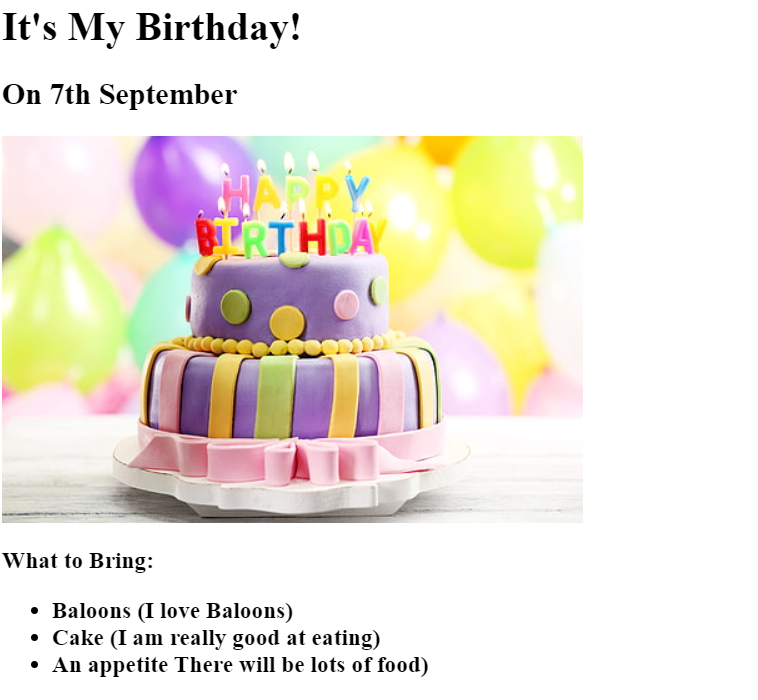 It's My Birthday!
On 7th September
HAPPY
BIRTHDAY
What to Bring:
Baloons (I love Baloons)
Cake (I am really good at eating)
An appetite There will be lots of food)